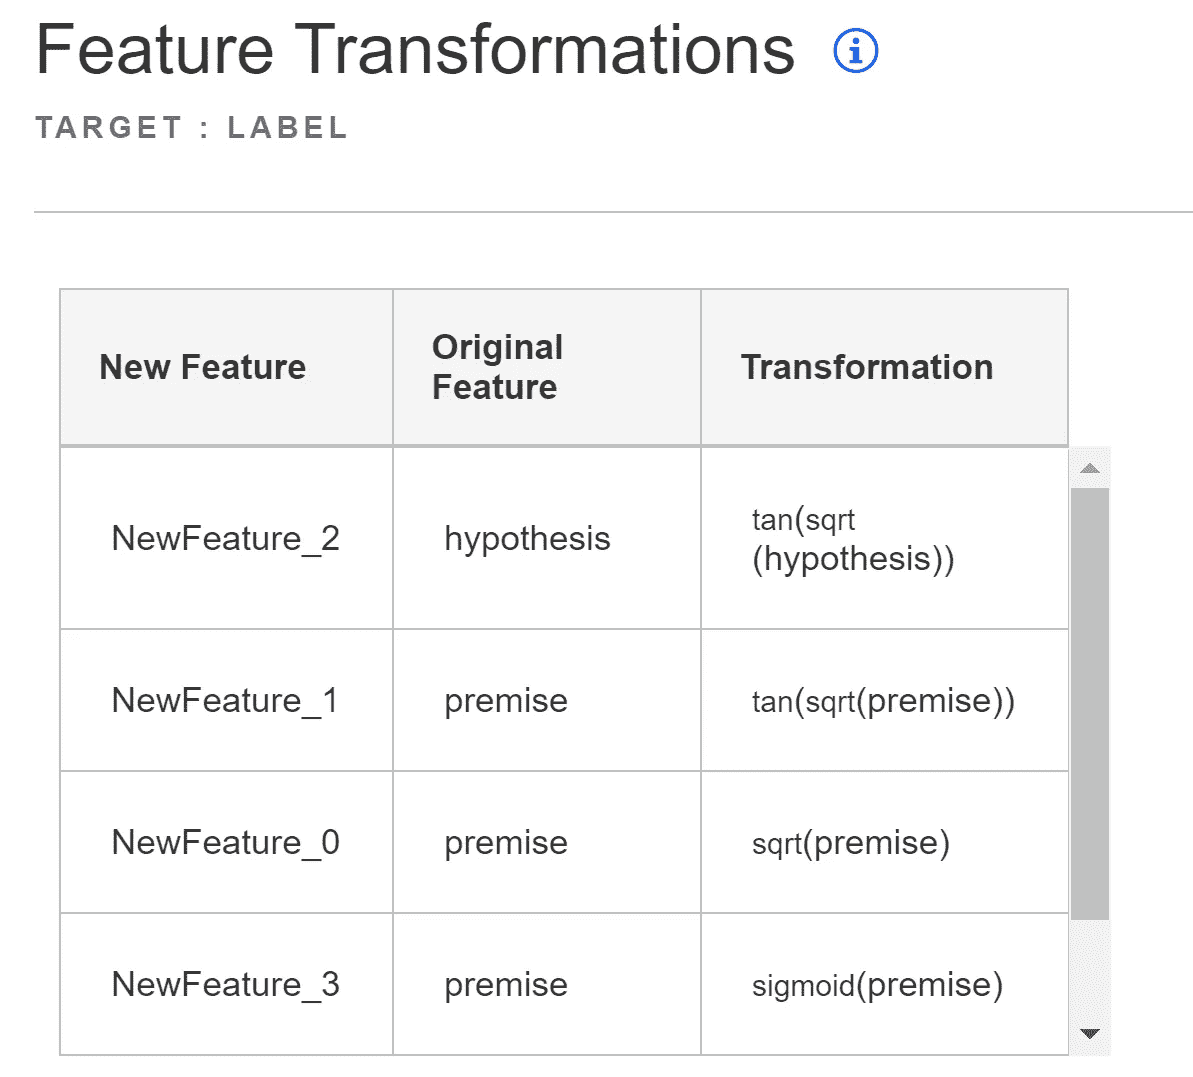 Feature Transformations
TARGET : LABEL
New Feature
Original
Feature
Transformation
NewFeature_2
hypothesis
tan(sqrt
(hypothesis))
NewFeature_1
premise
tan(sqrt(premise))
NewFeature_0
premise
sqrt(premise)
NewFeature_3
premise
sigmoid(premise)